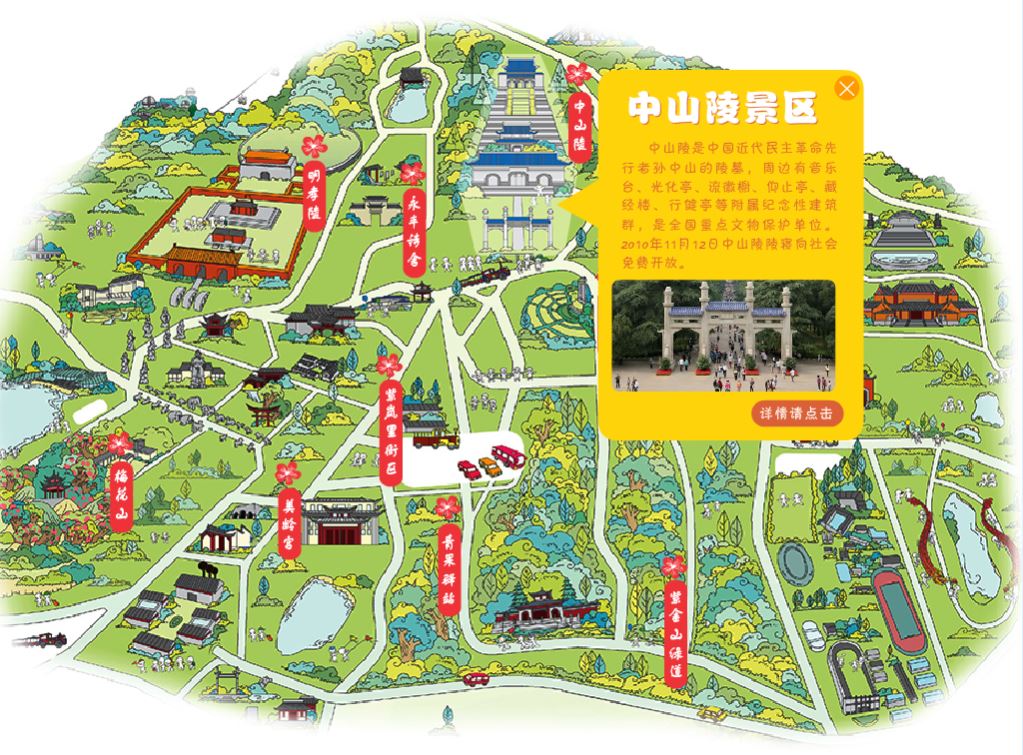 中山陵景区
中山陵是中国近代民主革命先
行者孙中山的陵墓，周边有音乐
台、光化亭、流徽榭、仰止亭、藏
经楼、行健亭等附属纪念性建筑
群，是全国重点文物保护单位。
2010年11月12日中山陵陵寝向社会
免费开放。
详情请点击
中山陵
明孝陵
永丰诗舍
紫岚里街区
梅花山
美龄宫
青果驿站
紫金山绿道